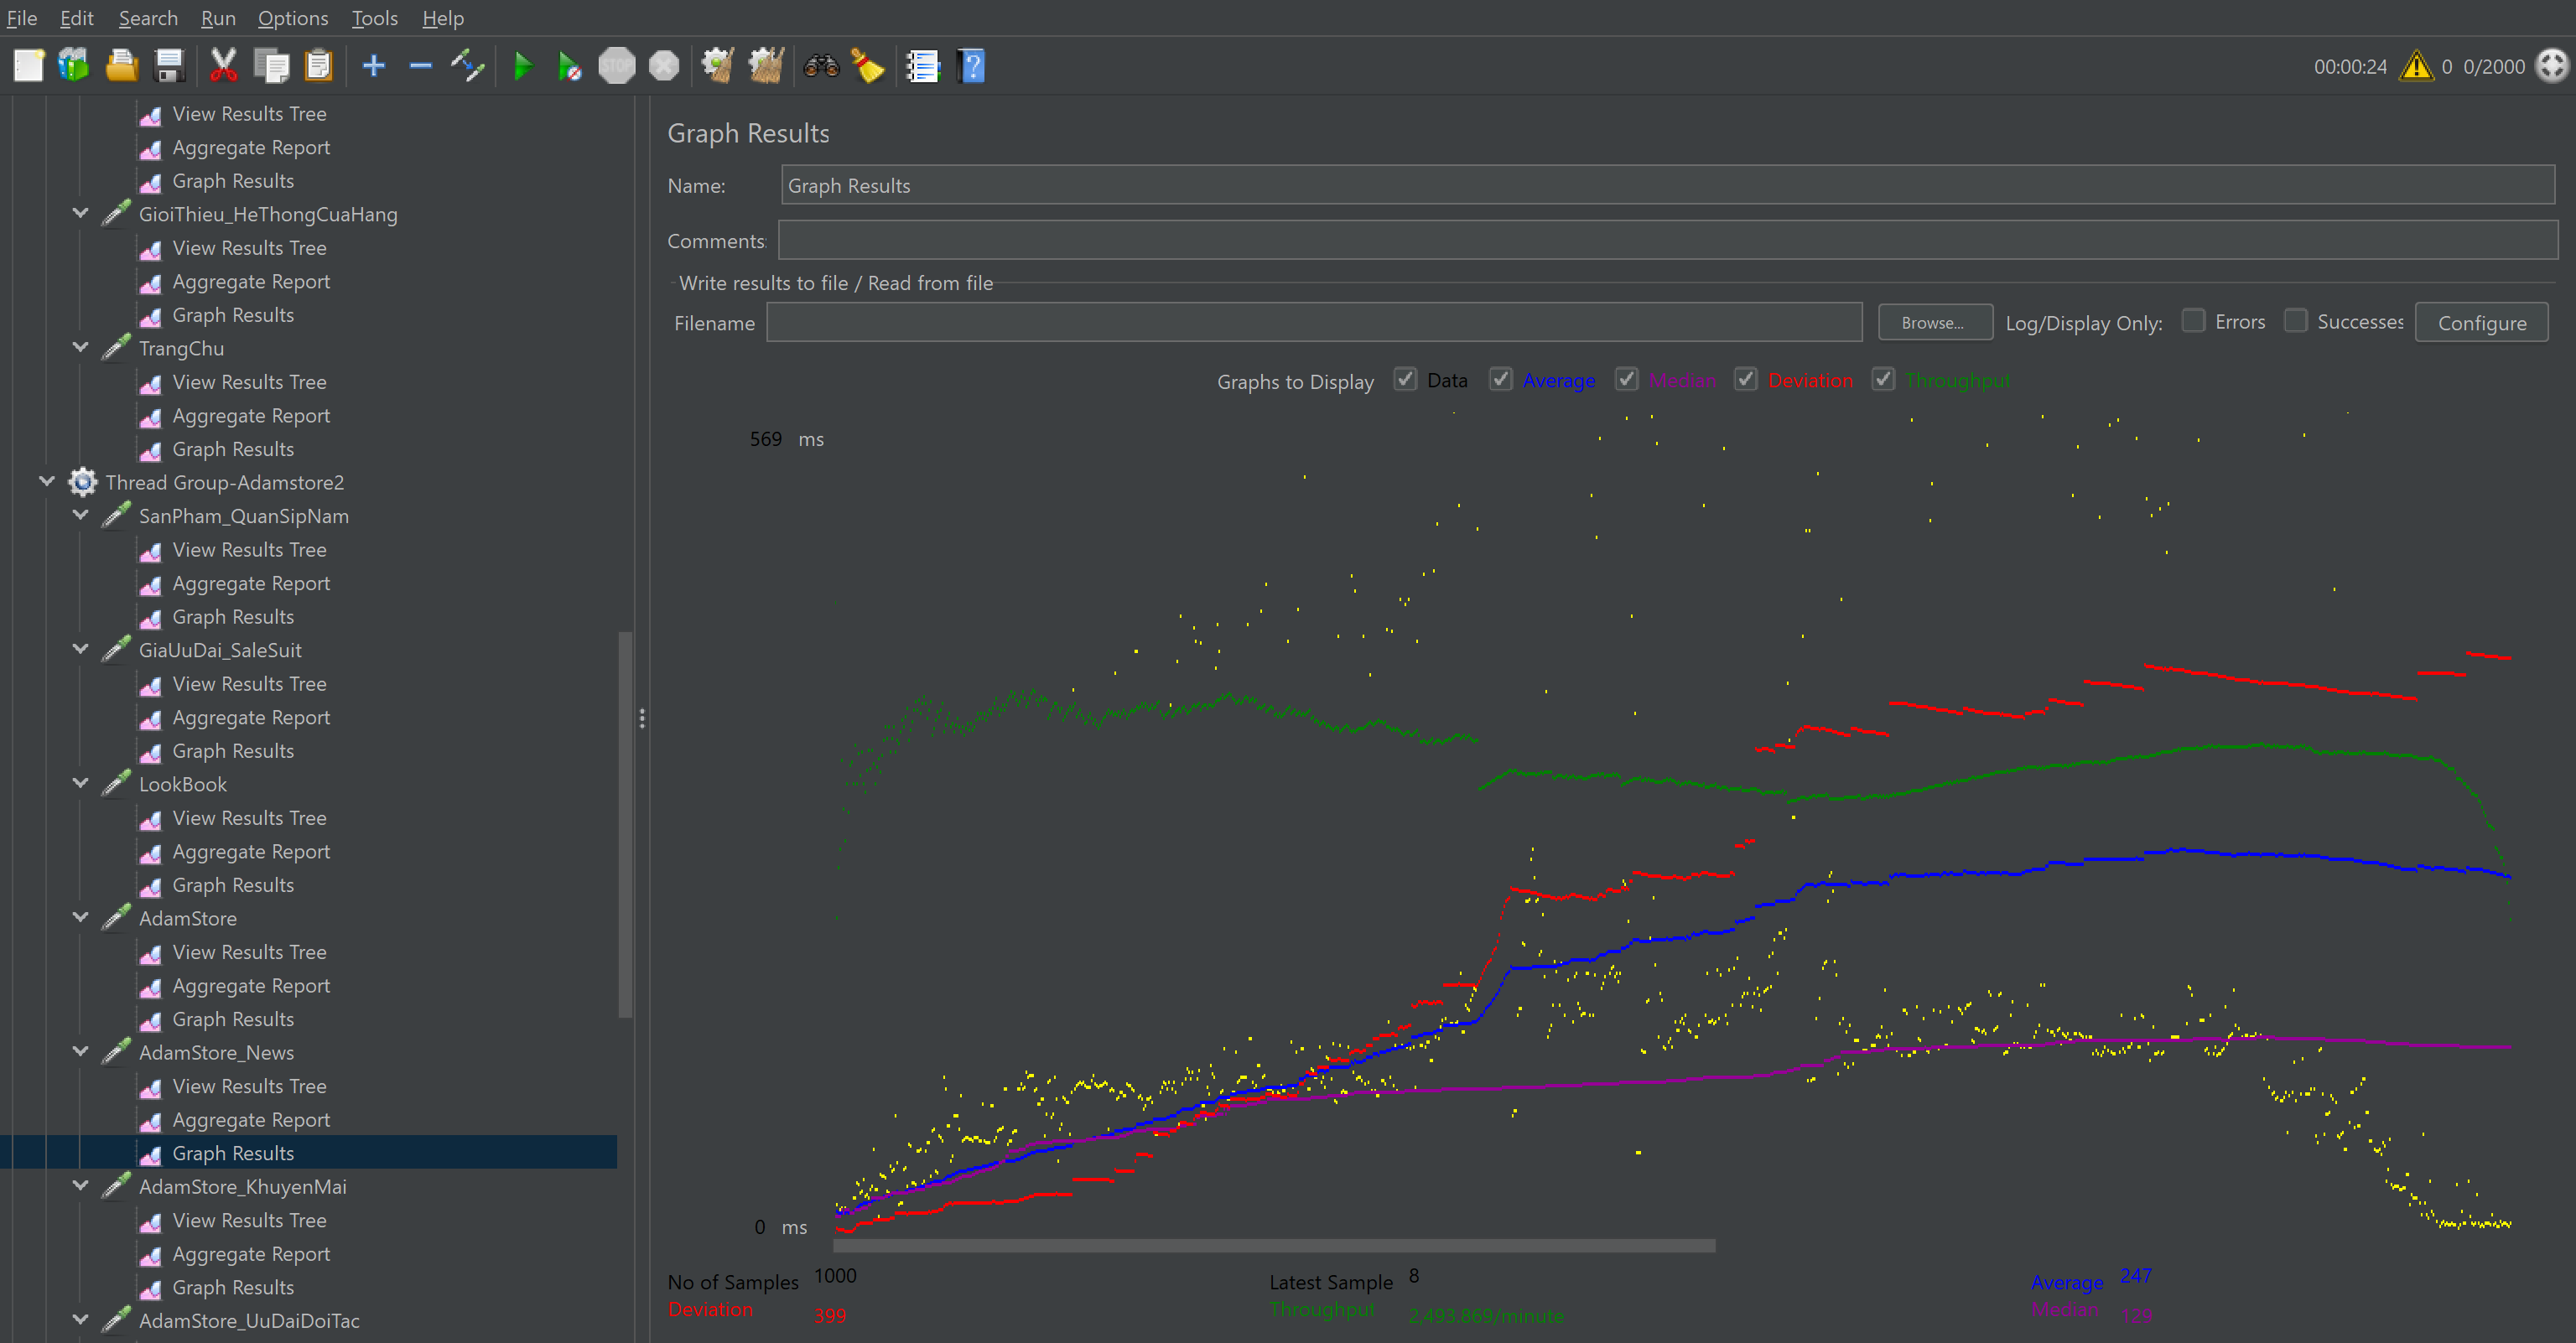 File Edit Search Run Options Tools Help
STOP
00:00:24 0 0/2000
View Results Tree
Aggregate Report
Graph Results
GioiThieu_HeThongCuaHang
View Results Tree
Aggregate Report
Graph Results
TrangChu
View Results Tree
Aggregate Report
Graph Results
Thread Group-Adamstore2
SanPham_QuanSipNam
View Results Tree
Aggregate Report
Graph Results
GiaUuDai_SaleSuit
View Results Tree
Aggregate Report
Graph Results
LookBook
View Results Tree
Aggregate Report
Graph Results
AdamStore
View Results Tree
Aggregate Report
Graph Results
AdamStore_News
View Results Tree
Aggregate Report
Graph Results
AdamStore_KhuyenMai
View Results Tree
Aggregate Report
Graph Results
AdamStore_UuDaiDoiTac
Graph Results
Name: Graph Results
Comments:
Write results to file / Read from file
Filename Browse... Log/Display Only: Errors Successes Configure
Graphs to Display Data Average Median Deviation Throughput
569 ms
0 ms
No of Samples 1000 Latest Sample 8 Average 247
Deviation 399 Throughput 2,493.869/minute Median 129